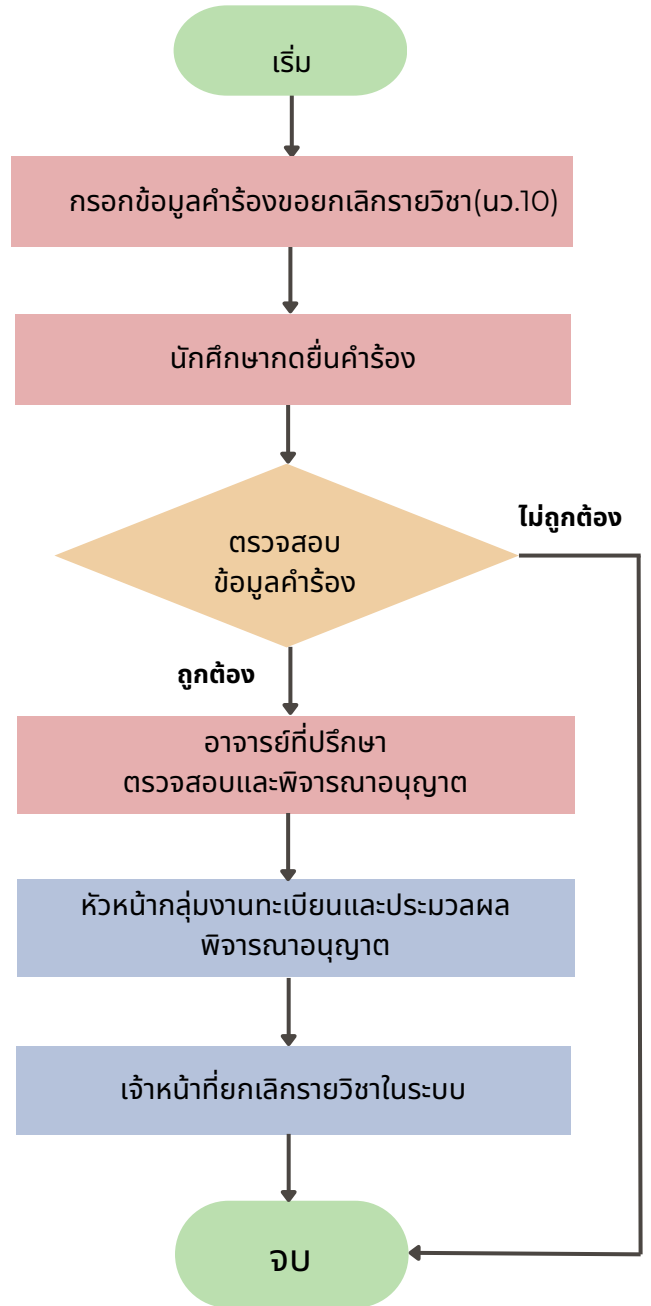 เริ่ม
กรอกข้อมูลคำร้องขอยกเลิกรายวิชา(นว.10)
นักศึกษากดยื่นคำร้อง
ไม่ถูกต้อง
ตรวจสอบ
ข้อมูลคำร้อง
ถูกต้อง
อาจารย์ที่ปรึกษา
ตรวจสอบและพิจารณาอนุญาต
หัวหน้ากลุ่มงานทะเบียนและประมวลผล
พิจารณาอนุญาต
เจ้าหน้าที่ยกเลิกรายวิชาในระบบ
จบ